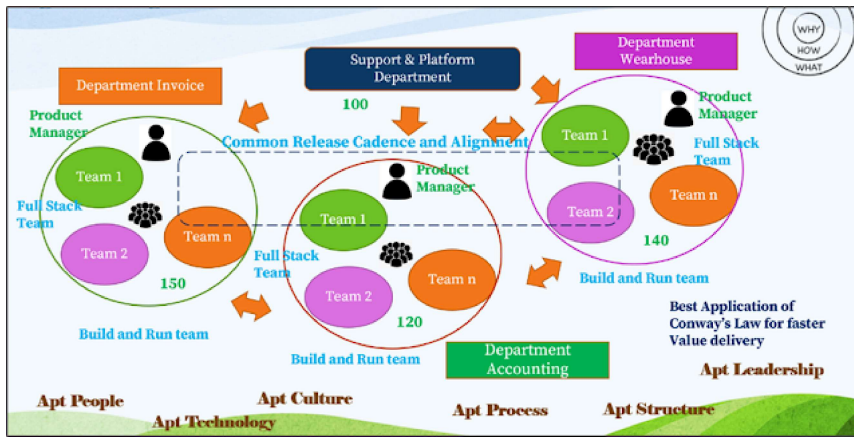 WHY
HOW
WHAT
Department Invoice
Support & Platform
Department
Department
Wearhouse
100
Product
Manager
Team 1
Full Stack
Team
Team 2
Team n
150
Build and Run team
Common Release Cadence and Alignment
Product
Manager
Team 1
Full Stack
Team
Team 2
Team n
120
Build and Run team
Product
Manager
Team 1
Full Stack
Team
Team 2
Team n
140
Build and Run team
Department
Accounting
Best Application of
Conway's Law for faster
Value delivery
Apt People
Apt Technology
Apt Culture
Apt Process
Apt Structure
Apt Leadership